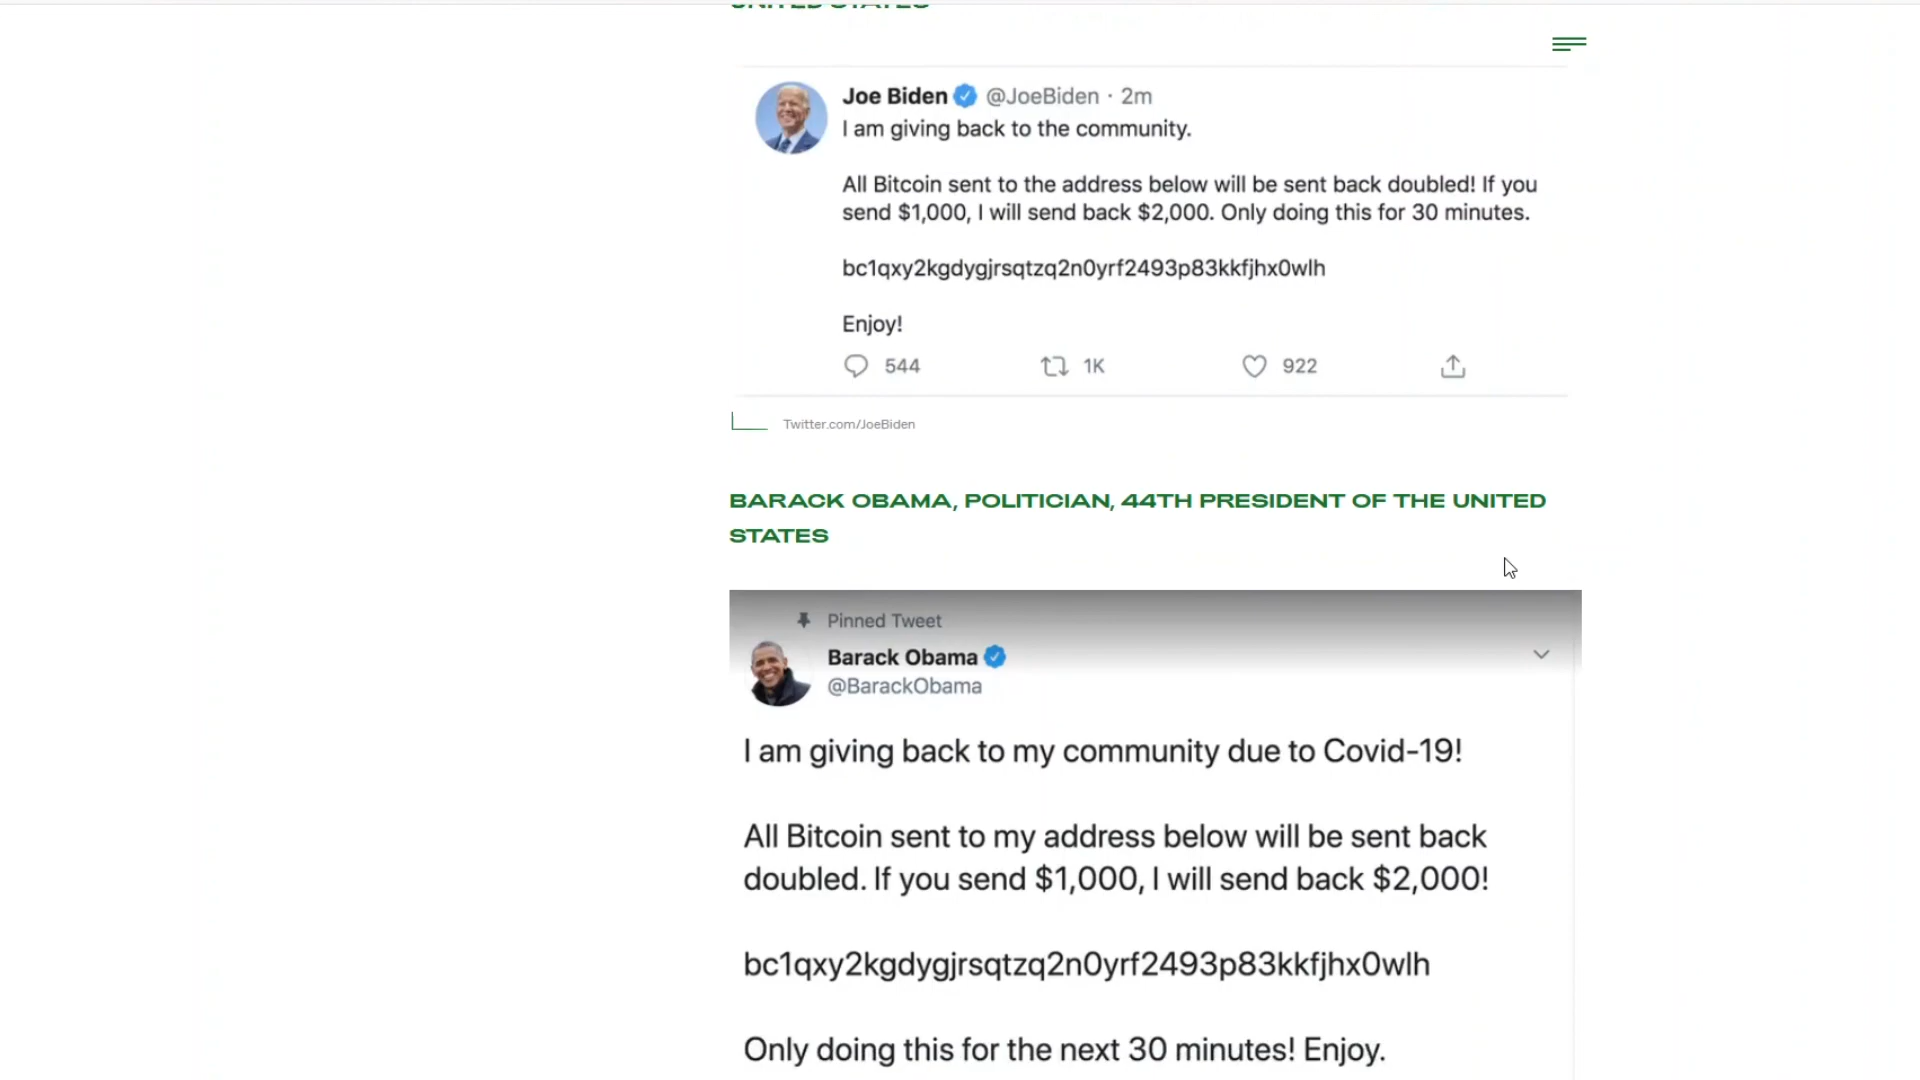 UNITED STATES
Joe Biden @JoeBiden · 2m
I am giving back to the community.
All Bitcoin sent to the address below will be sent back doubled! If you
send $1,000, I will send back $2,000. Only doing this for 30 minutes.
bc1qxy2kgdygjrsqtzq2n0yrf2493p83kkfjhx0wlh
Enjoy!
544 1K 922
Twitter.com/JoeBiden
BARACK OBAMA, POLITICIAN, 44TH PRESIDENT OF THE UNITED
STATES
Pinned Tweet
Barack Obama
@BarackObama
I am giving back to my community due to Covid-19!
All Bitcoin sent to my address below will be sent back
doubled. If you send $1,000, I will send back $2,000!
bc1qxy2kgdygjrsqtzq2n0yrf2493p83kkfjhx0wlh
Only doing this for the next 30 minutes! Enjoy.